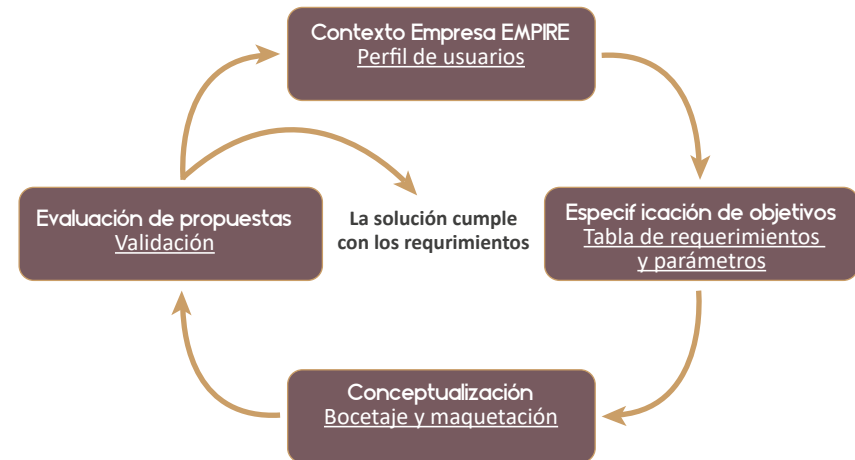 Contexto Empresa EMPIRE
Perfil de usuarios
Evaluación de propuestas
Validación
La solución cumple
con los requrimientos
Especif icación de objetivos
Tabla de requerimientos
y parámetros
Conceptualización
Bocetaje y maquetación